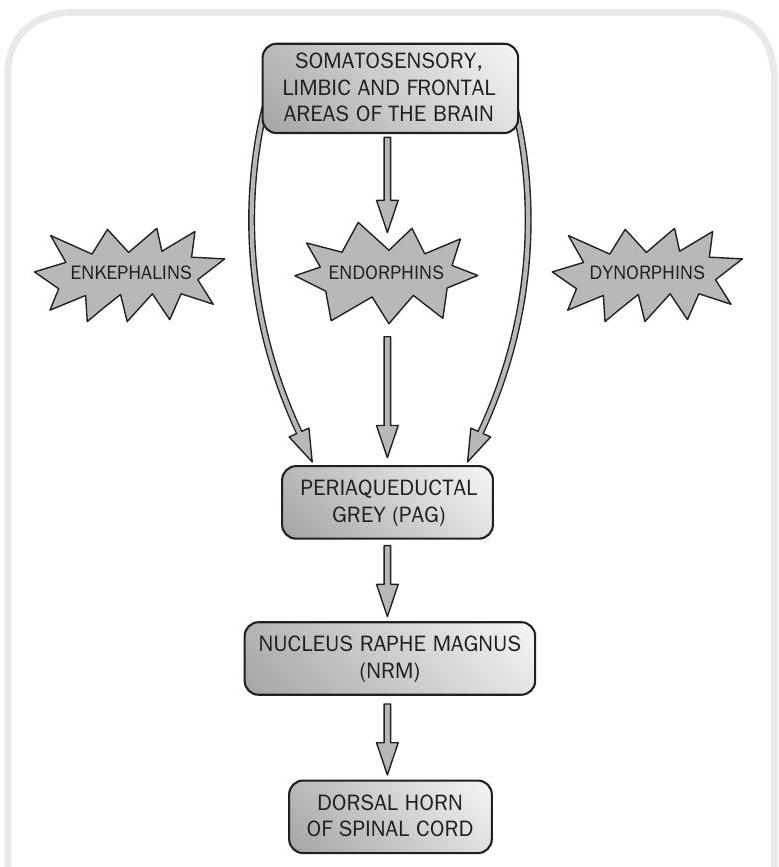 SOMATOSENSORY,
LIMBIC AND FRONTAL
AREAS OF THE BRAIN
ENKEPHALINS
ENDORPHINS
DYNORPHINS
PERIAQUEDUCTAL
GREY (PAG)
NUCLEUS RAPHE MAGNUS
(NRM)
DORSAL HORN
OF SPINAL CORD